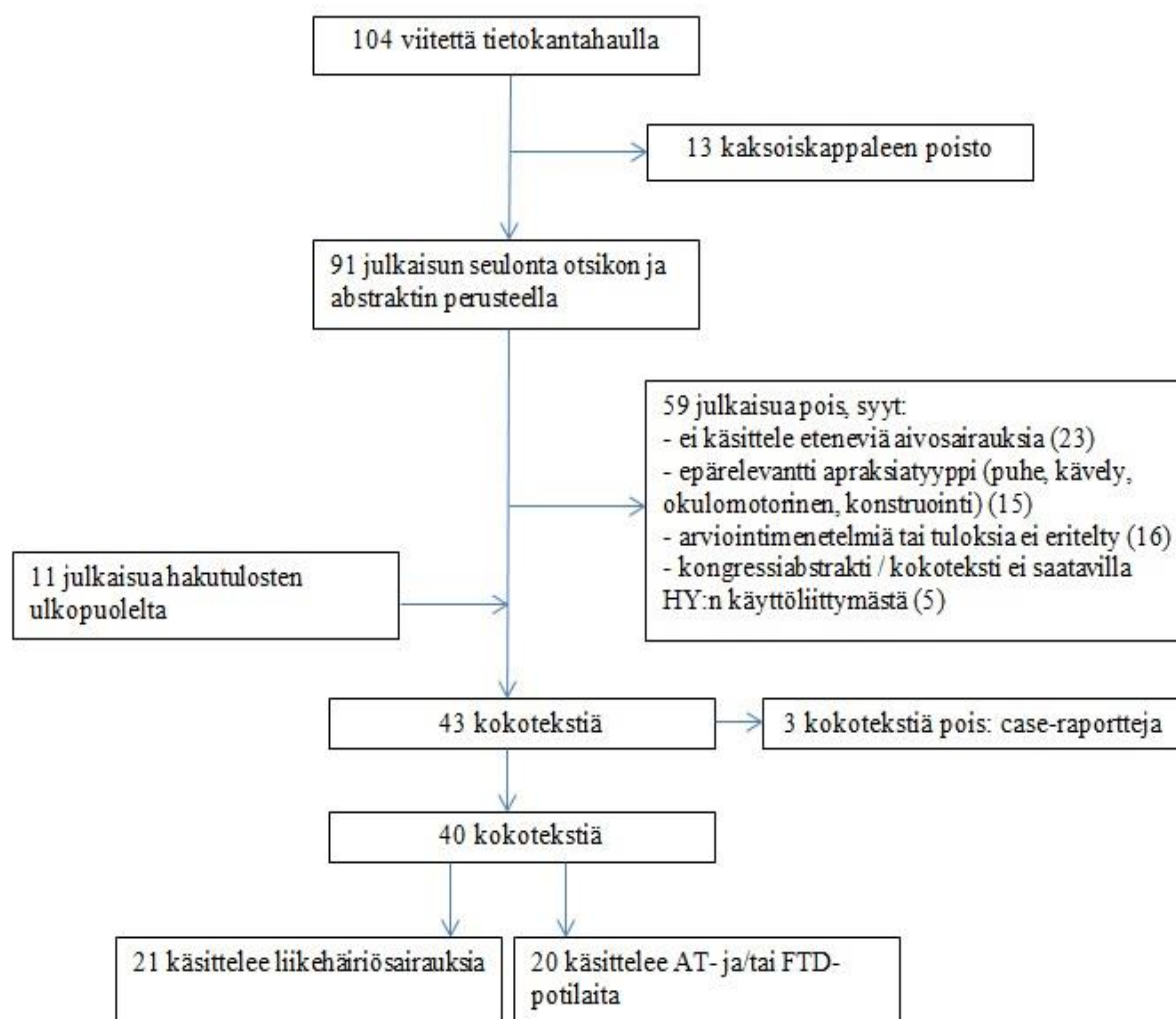 104 viitettä tietokantahaulla
13 kaksoiskappaleen poisto
91 julkaisun seulonta otsikon ja
abstraktin perusteella
59 julkaisua pois, syyt:
- ei käsittele eteneviä aivosairauksia (23)
- epärelevantti apraksiatyyppi (puhe, kävely,
okulomotorinen, konstruointi) (15)
- arviointimenetelmiä tai tuloksia ei eritelty (16)
- kongressiabstrakti / kokoteksti ei saatavilla
HY:n käyttöliittymästä (5)
11 julkaisua hakutulosten
ulkopuolelta
43 kokotekstiä
3 kokotekstiä pois: case-raportteja
40 kokotekstiä
21 käsittelee liikehäiriösairauksia
20 käsittelee AT- ja/tai FTD-
potilaita